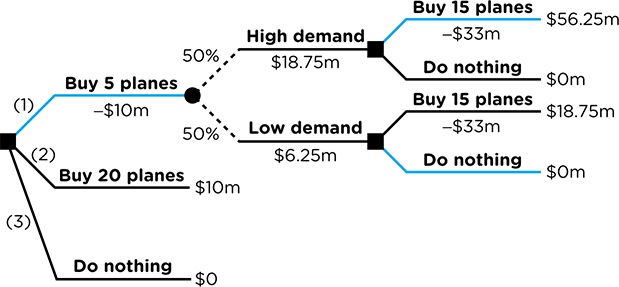 Buy 15 planes
$56.25m
High demand
–$33m
50%
$18.75m
Do nothing
$0m
Buy 5 planes
(1)
–$10m
Buy 15 planes
$18.75m
50%
Low demand
–$33m
$6.25m
(2)
Do nothing
$0m
Buy 20 planes
$10m
(3)
Do nothing
$0